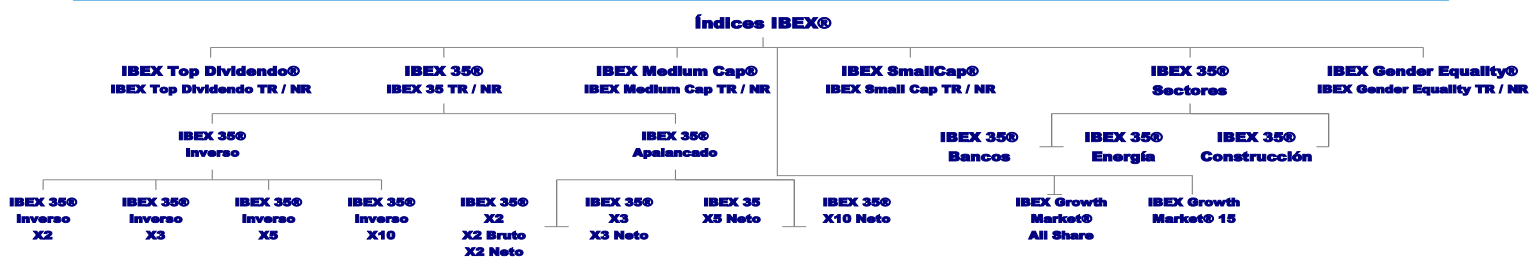 Índices IBEX®
IBEX Top Dividendo®
IBEX Top Dividendo TR / NR
IBEX 35®
IBEX 35 TR / NR
IBEX Medium Cap®
IBEX Medium Cap TR / NR
IBEX SmallCap®
IBEX Small Cap TR / NR
IBEX 35®
Sectores
IBEX Gender Equality®
IBEX Gender Equality TR / NR
IBEX 35®
Inverso
IBEX 35®
Apalancado
IBEX 35®
Bancos
IBEX 35®
Energía
IBEX 35®
Construcción
IBEX 35®
Inverso
X2
IBEX 35®
Inverso
X3
IBEX 35®
Inverso
X5
IBEX 35®
Inverso
X10
IBEX 35®
X2
X2 Bruto
X2 Neto
IBEX 35®
X3
X3 Neto
IBEX 35
X5 Neto
IBEX 35®
X10 Neto
IBEX Growth
Market®
All Share
IBEX Growth
Market® 15